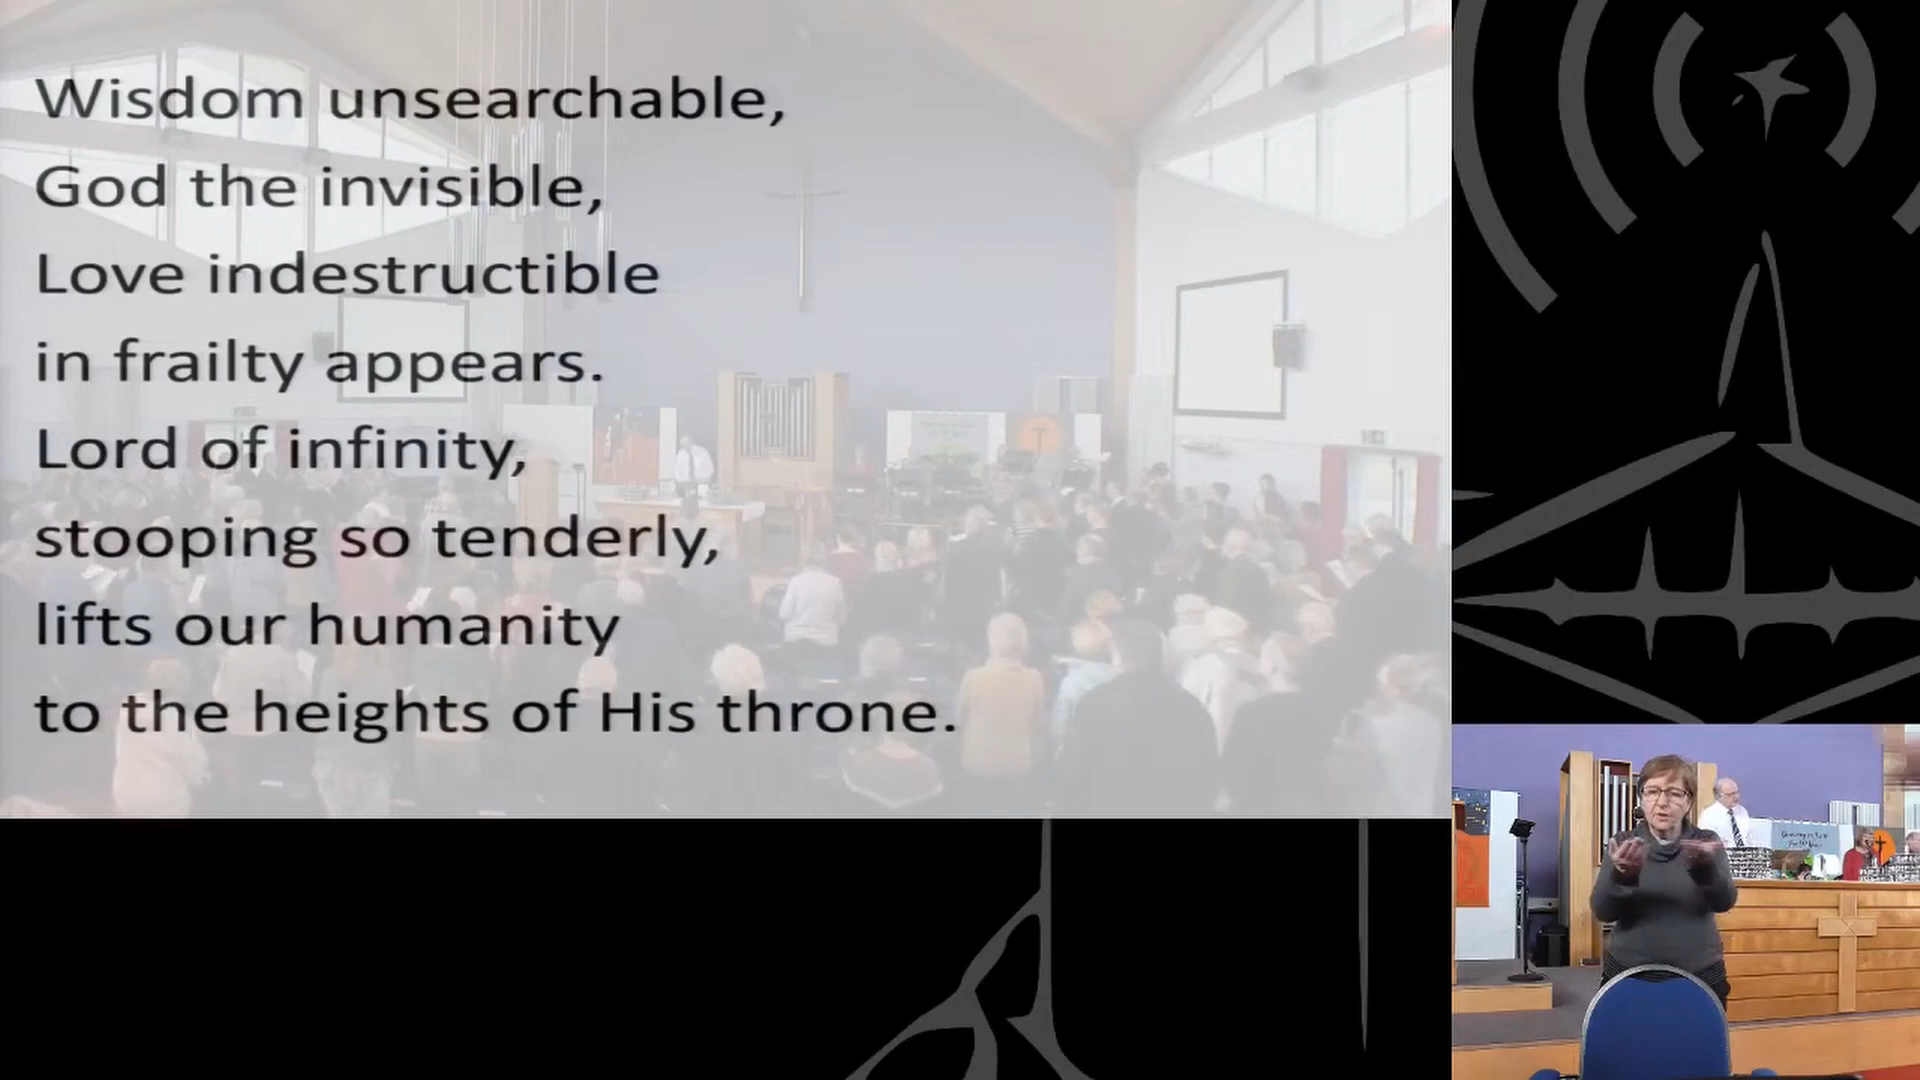 Wisdom unsearchable,
God the invisible,
Love indestructible
in frailty appears.
Lord of infinity,
stooping so tenderly,
lifts our humanity
to the heights of His throne.